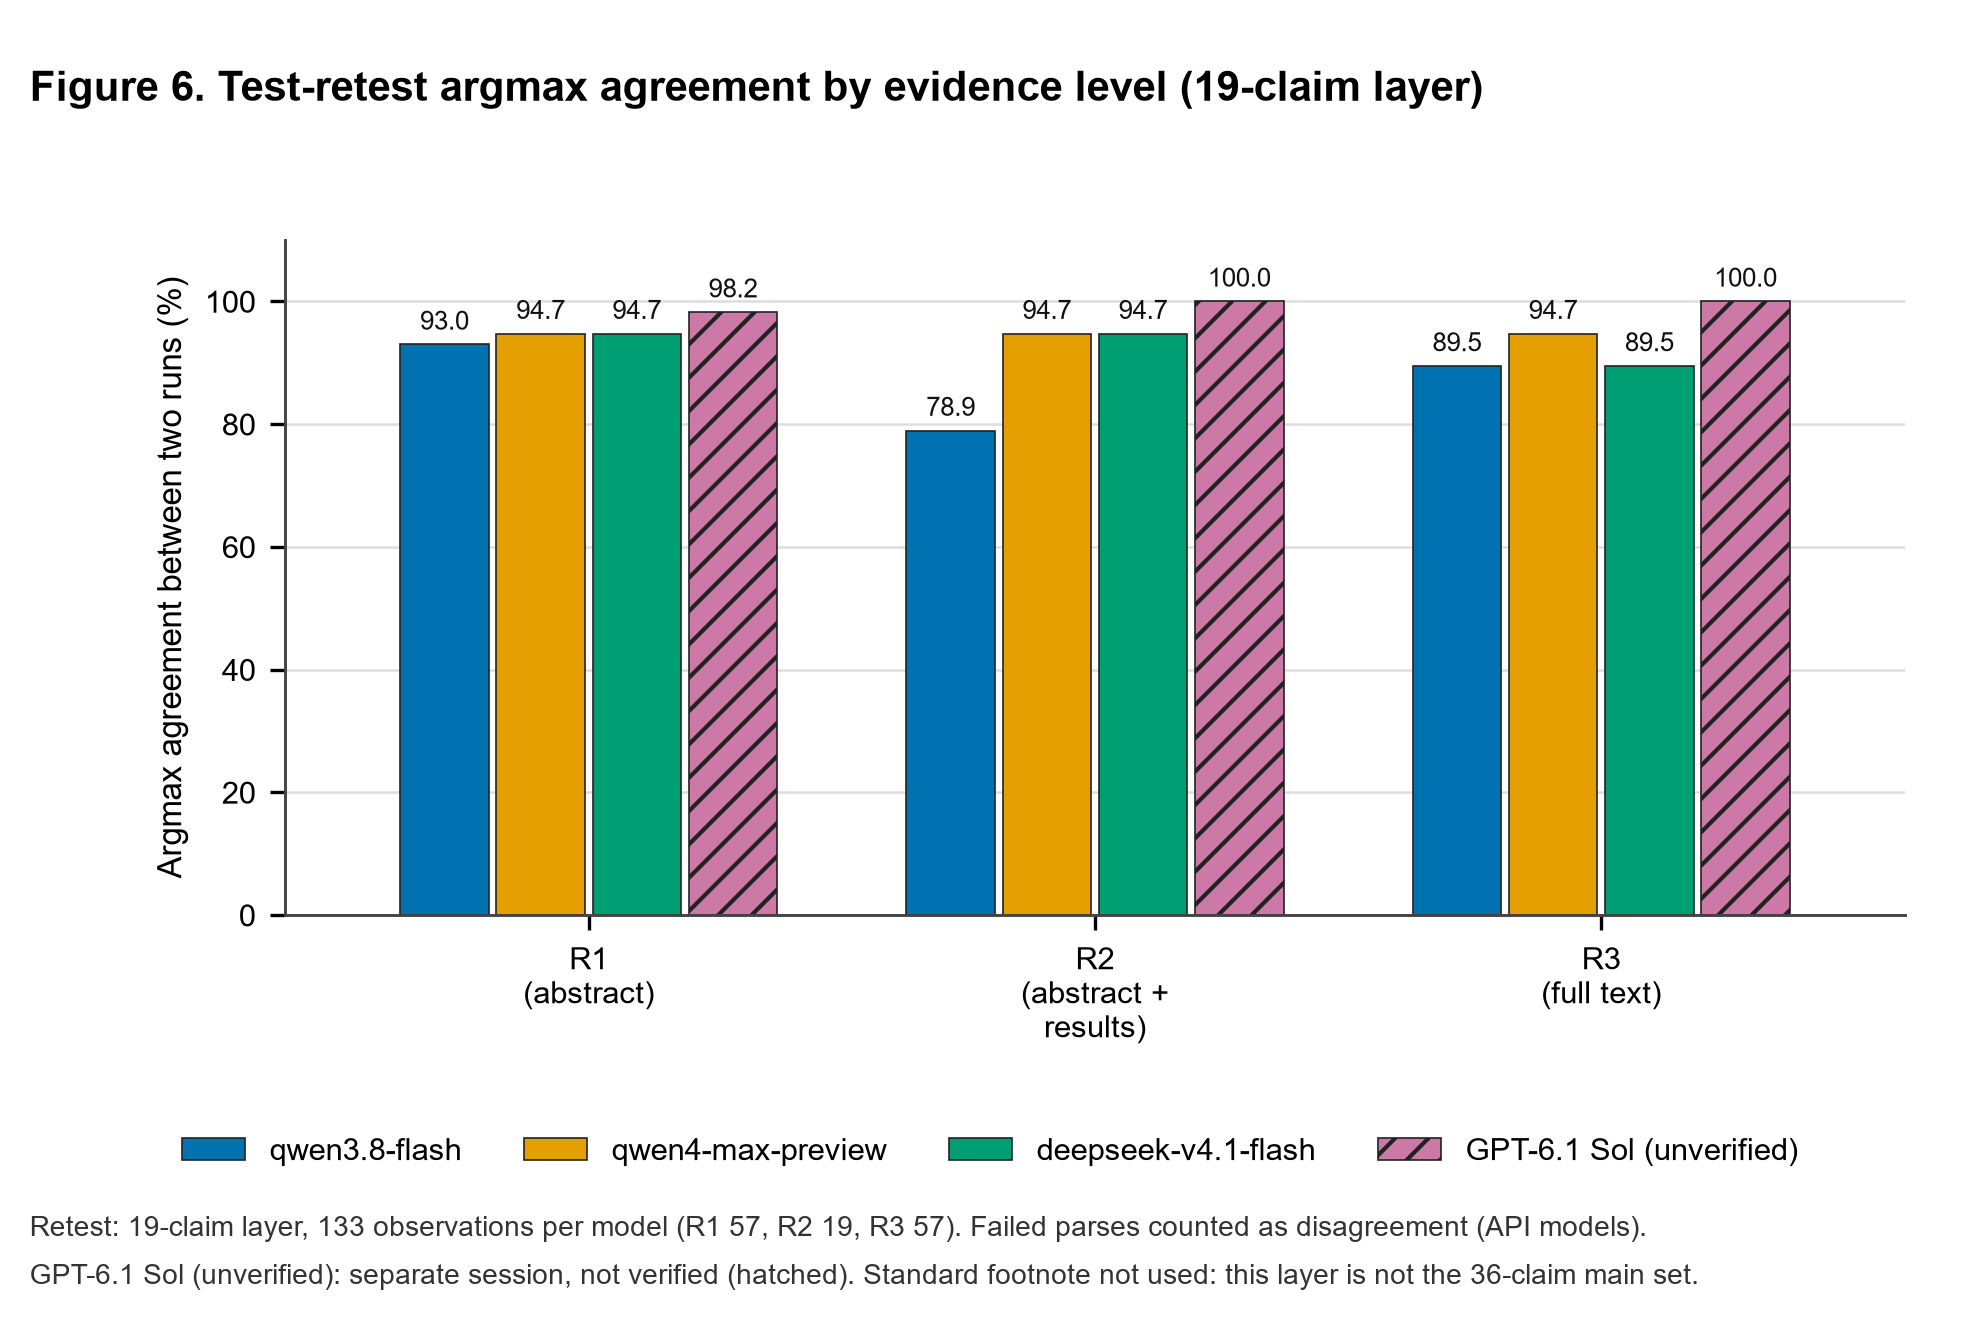 Figure 6. Test-retest argmax agreement by evidence level (19-claim layer)
Argmax agreement between two runs (%)
100
80
60
40
20
0
93.0
94.7
94.7
98.2
78.9
94.7
94.7
100.0
89.5
94.7
89.5
100.0
R1
(abstract)
R2
(abstract +
results)
R3
(full text)
qwen3.8-flash
qwen4-max-preview
deepseek-v4.1-flash
GPT-6.1 Sol (unverified)
Retest: 19-claim layer, 133 observations per model (R1 57, R2 19, R3 57). Failed parses counted as disagreement (API models).
GPT-6.1 Sol (unverified): separate session, not verified (hatched). Standard footnote not used: this layer is not the 36-claim main set.